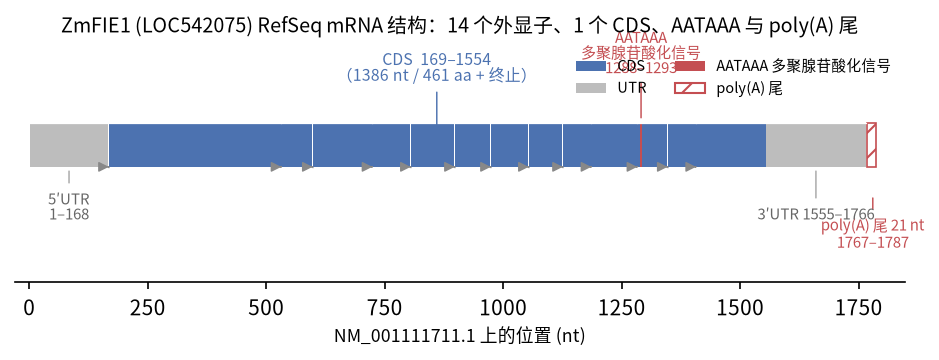 ZmFIE1 (LOC542075) RefSeq mRNA 结构：14 个外显子、1 个 CDS、AATAAA 与 poly(A) 尾
AATAAA
多聚腺苷酸化信号
1288–1293
CDS 169–1554
(1386 nt / 461 aa + 终止)
CDS
UTR
AATAAA 多聚腺苷酸化信号
poly(A) 尾
5′UTR
1–168
3′UTR 1555–1766
poly(A) 尾 21 nt
1767–1787
0 250 500 750 1000 1250 1500 1750
NM_001111711.1 上的位置 (nt)